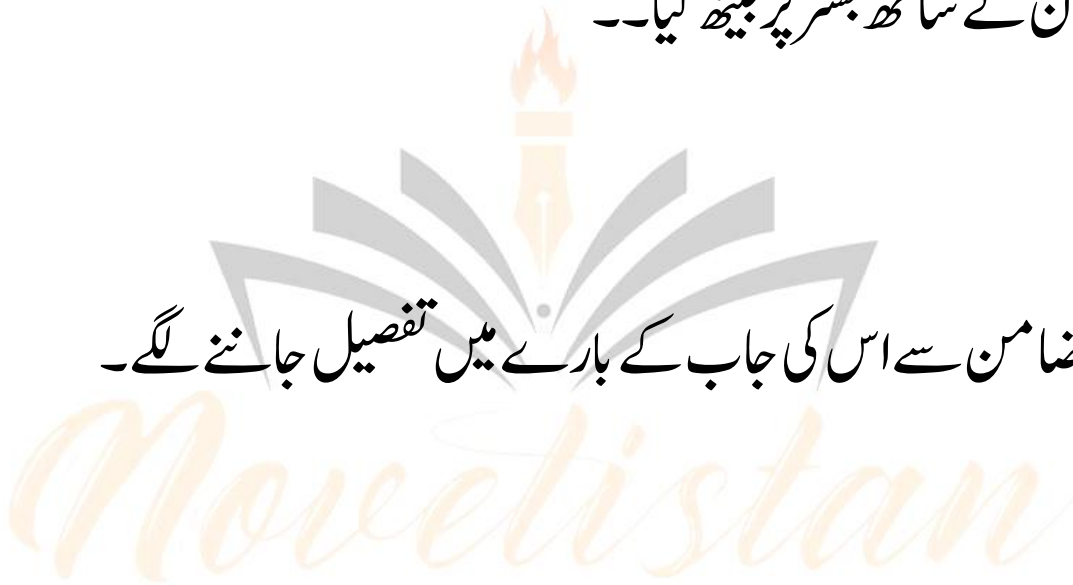 کے ساتھ بستر پر بیٹھ گیا۔۔
ضامن سے اس کی جاب کے بارے میں تفصیل جاننے لگے۔
Novelistan